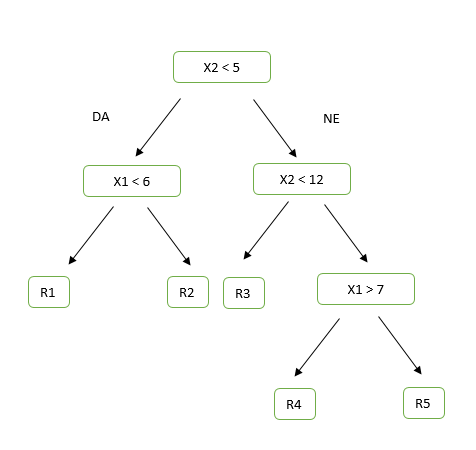 X2 < 5
DA
NE
X1 < 6
X2 < 12
R1
R2
R3
X1 > 7
R4
R5